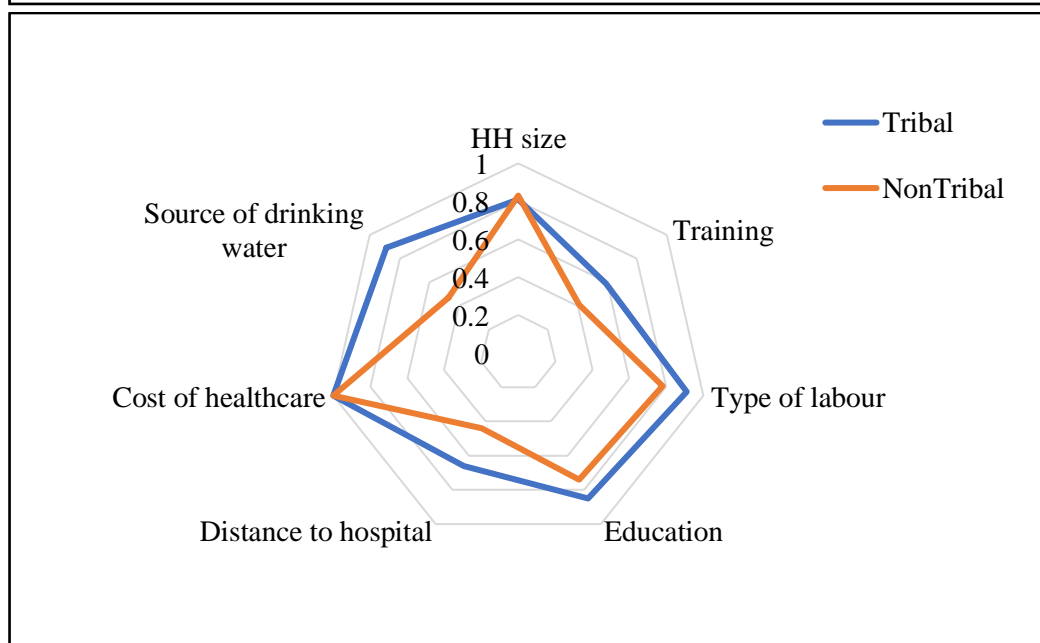 HH size
Tribal
NonTribal
1
0.8
0.6
0.4
0.2
0
Source of drinking
water
Training
Cost of healthcare
Type of labour
Distance to hospital
Education